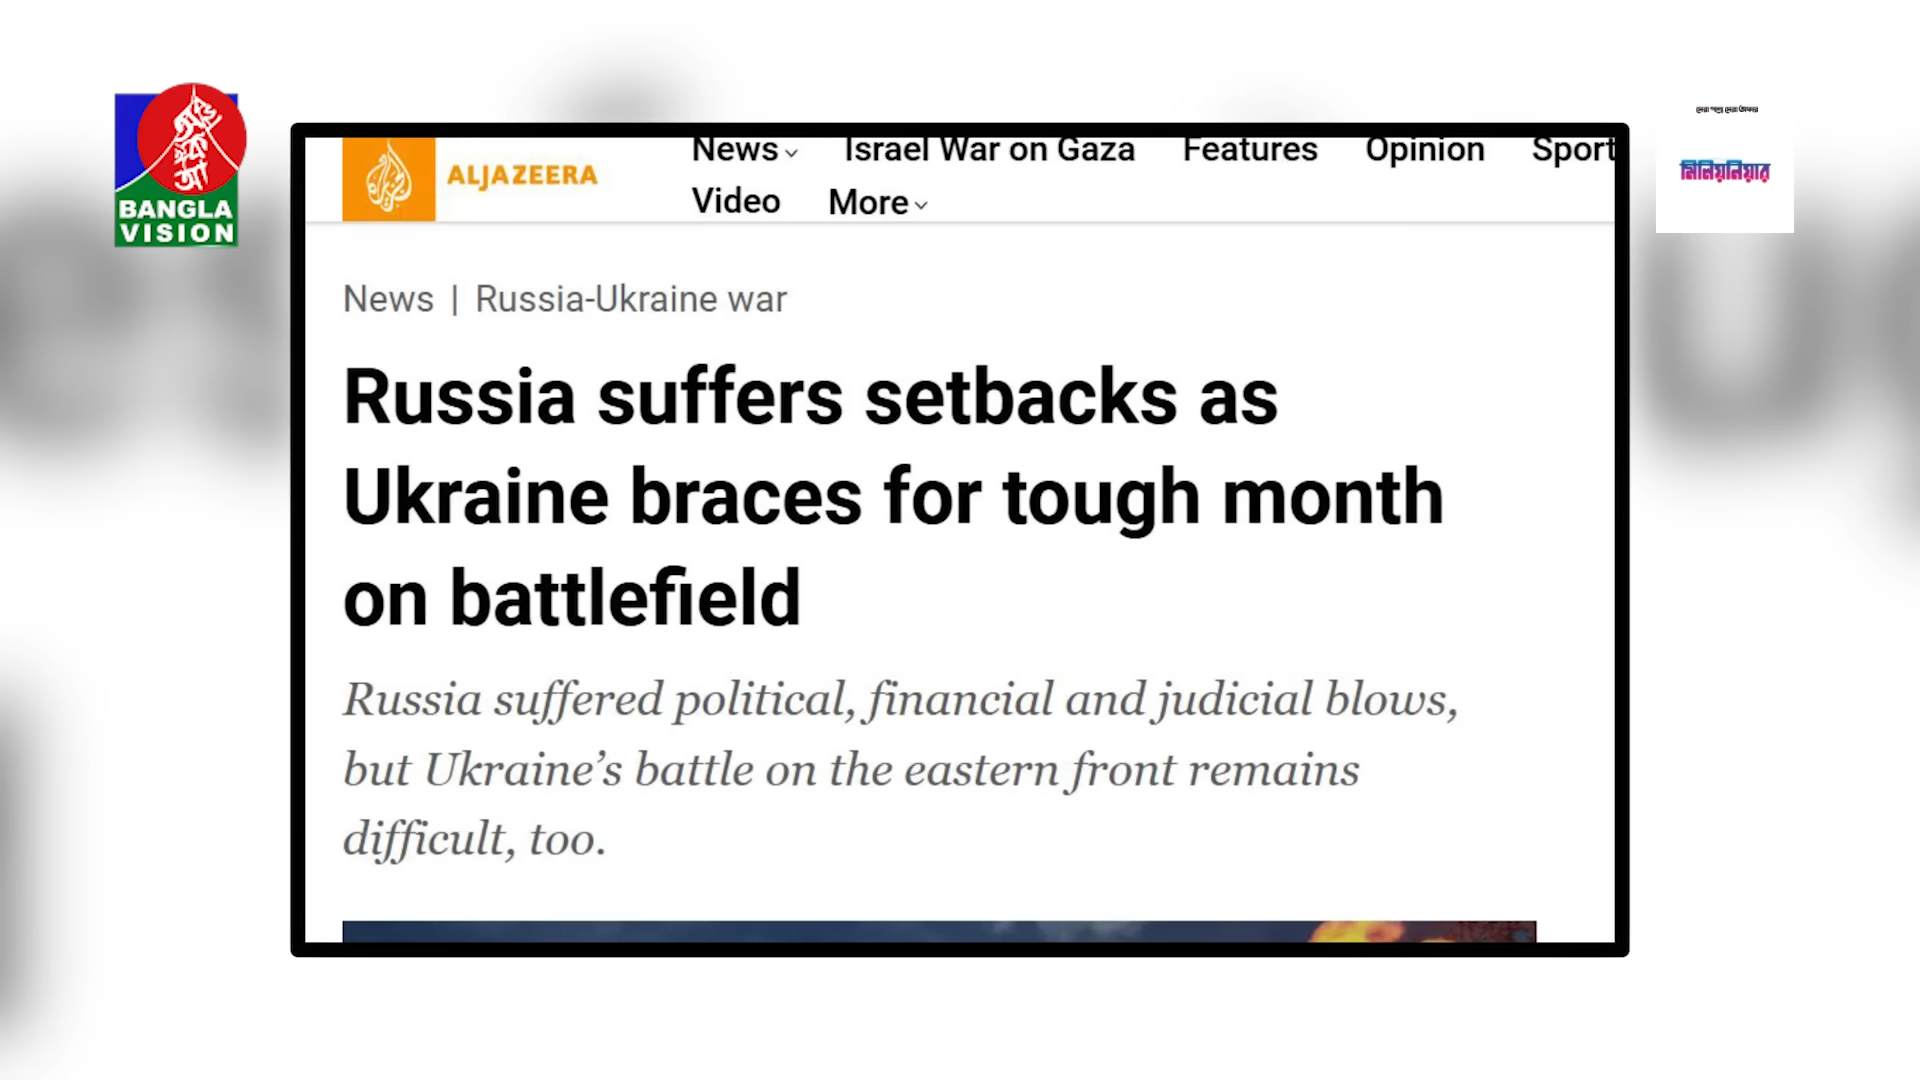 BANGLA
VISION
মিলিয়নিয়ার
ALJAZEERA
News Israel War on Gaza Features Opinion Sport
Video More
News | Russia-Ukraine war
Russia suffers setbacks as
Ukraine braces for tough month
on battlefield
Russia suffered political, financial and judicial blows,
but Ukraine’s battle on the eastern front remains
difficult, too.